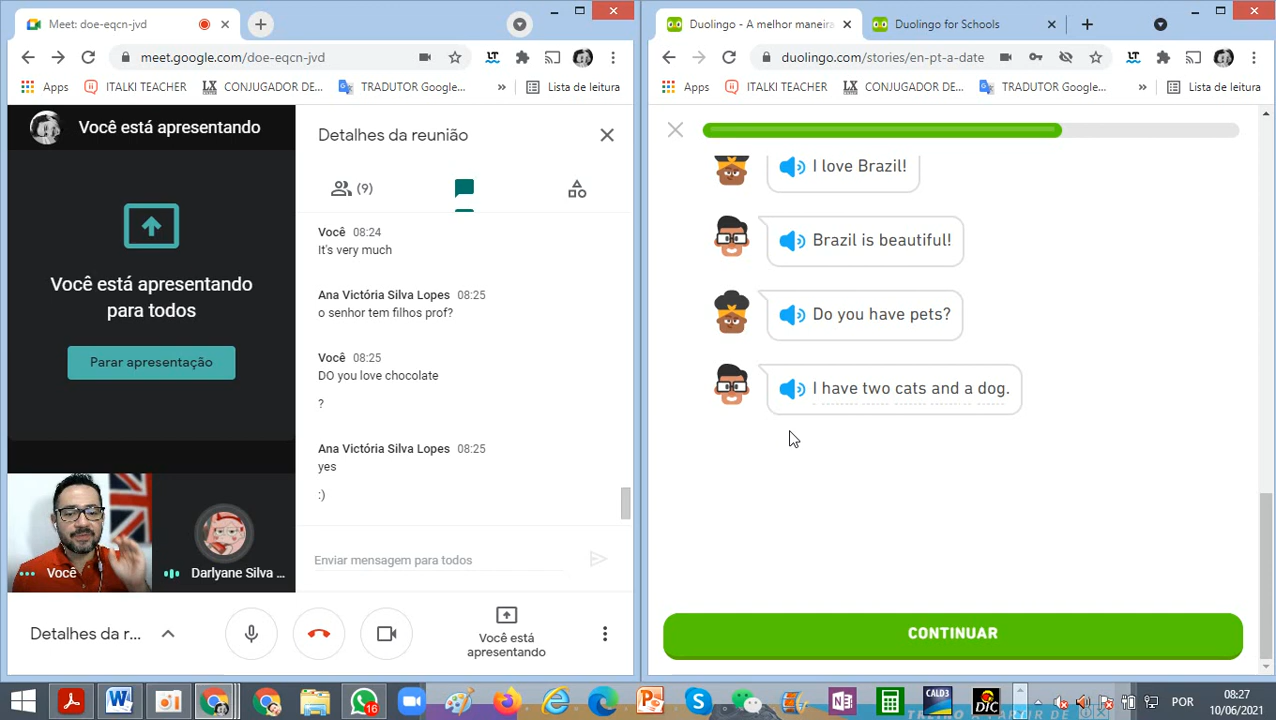 Meet: doe-eqcn-jvd
meet.google.com/doe-eqcn-jvd
Apps
ITALKI TEACHER
LX CONJUGADOR DE...
TRADUTOR Google...
»
Lista de leitura
Você está apresentando
Você está apresentando
para todos
Parar apresentação
Detalhes da reunião
(9)
Você 08:24
It's very much
Ana Victória Silva Lopes 08:25
o senhor tem filhos prof?
Você 08:25
DO you love chocolate
?
Ana Victória Silva Lopes 08:25
yes
:)
Enviar mensagem para todos
Você
Darlyane Silva ...
Detalhes da r...
Você está
apresentando
Duolingo - A melhor maneira
Duolingo for Schools
duolingo.com/stories/en-pt-a-date
Apps
ITALKI TEACHER
LX CONJUGADOR DE...
TRADUTOR Google...
»
Lista de leitura
I love Brazil!
Brazil is beautiful!
Do you have pets?
I have two cats and a dog.
CONTINUAR
16
CALD3
DIC
POR
08:27
10/06/2021